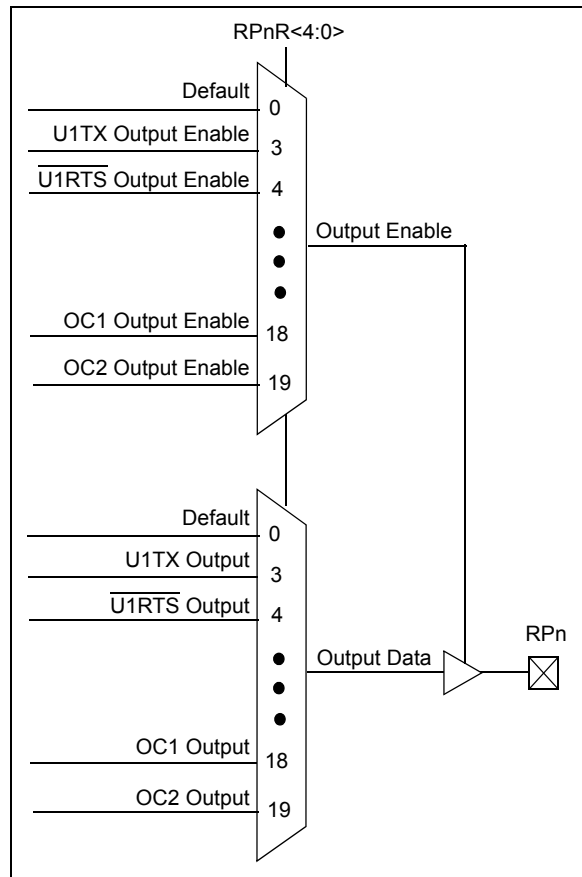 RPnR<4:0>
Default
0
U1TX Output Enable
3
U1RTS Output Enable
4
Output Enable
OC1 Output Enable
18
OC2 Output Enable
19
Default
0
U1TX Output
3
U1RTS Output
4
RPn
Output Data
OC1 Output
18
OC2 Output
19